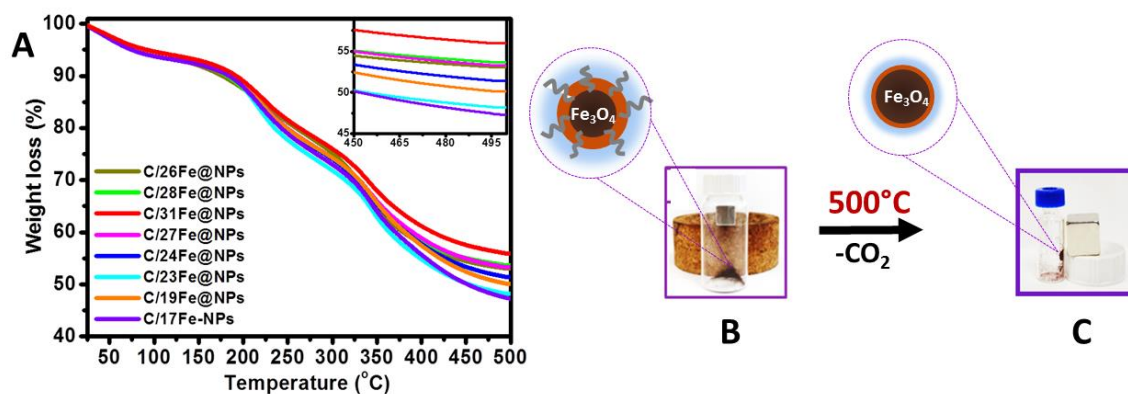 A
Weight loss (%)
100
90
80
70
60
50
40
55
50
45
450 465 480 495
C/26Fe@NPs
C/28Fe@NPs
C/31Fe@NPs
C/27Fe@NPs
C/24Fe@NPs
C/23Fe@NPs
C/19Fe@NPs
C/17Fe-NPs
50 100 150 200 250 300 350 400 450 500
Temperature (°C)
Fe₃O₄
B
500°C
-CO₂
Fe₃O₄
C